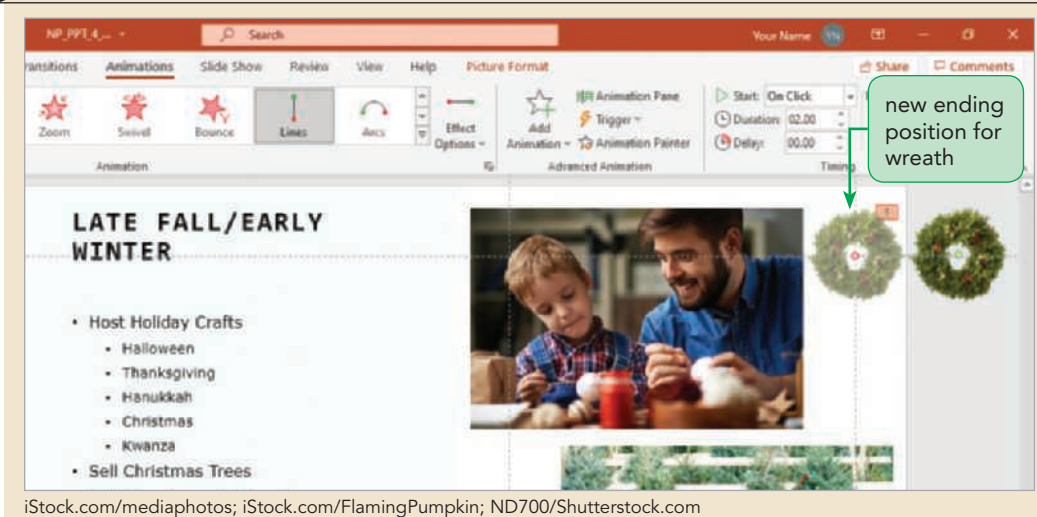 NP_PPT_4_...
Search
Your Name
YN
ransitions Animations Slide Show Review View Help Picture Format
Share Comments
Zoom Swivel Bounce Lines Arcs
Effect Options
Add Animation
Animation Pane
Trigger
Animation Painter
Start: On Click
Duration: 02.00
Delay: 00.00
Animation Advanced Animation Timing
new ending
position for
wreath
LATE FALL/EARLY
WINTER
1
• Host Holiday Crafts
• Halloween
• Thanksgiving
• Hanukkah
• Christmas
• Kwanza
• Sell Christmas Trees
iStock.com/mediaphotos; iStock.com/FlamingPumpkin; ND700/Shutterstock.com